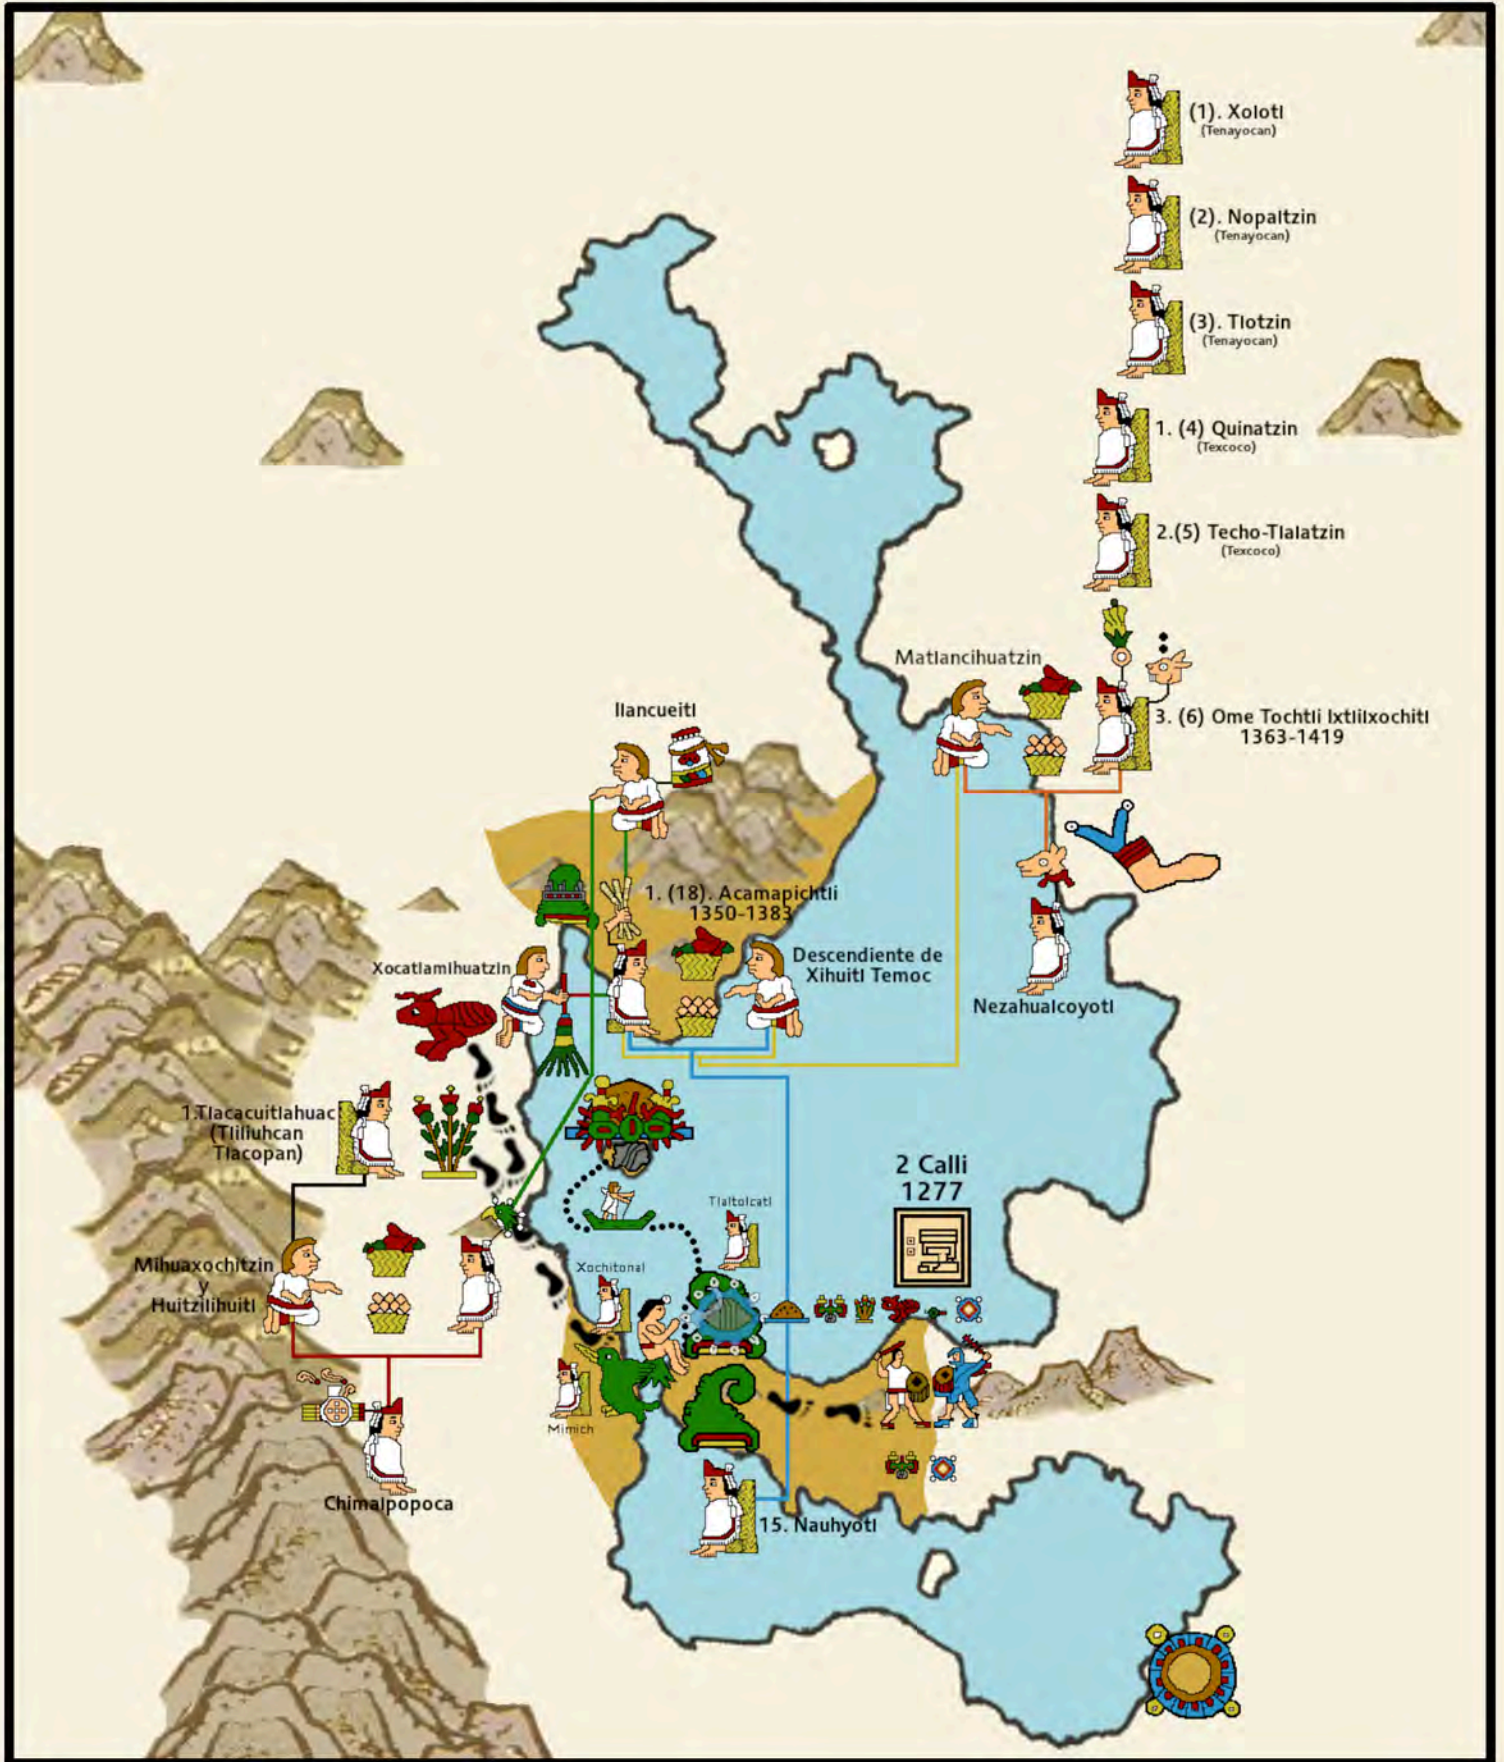 (1). Xolotl
(Tenayocan)
(2). Nopaltzin
(Tenayocan)
(3). Tlotzin
(Tenayocan)
1. (4) Quinatzin
(Texcoco)
2.(5) Techo-Tlalatzin
(Texcoco)
Matlancihuatzin
3. (6) Ome Tochtli Ixtlilxochitl
1363-1419
Ilancueitl
1. (18). Acamapichtli
1350-1383
Xocatlamihuatzin
Descendiente de
Xihuitl Temoc
Nezahualcoyotl
1.Tlacacuitlahuac
(Tliliuhcan
Tlacopan)
2 Calli
1277
Tlaltolcatl
Mihuaxochitzin
y
Huitzilihuitl
Xochitonal
Mimich
Chimalpopoca
15. Nauhyotl